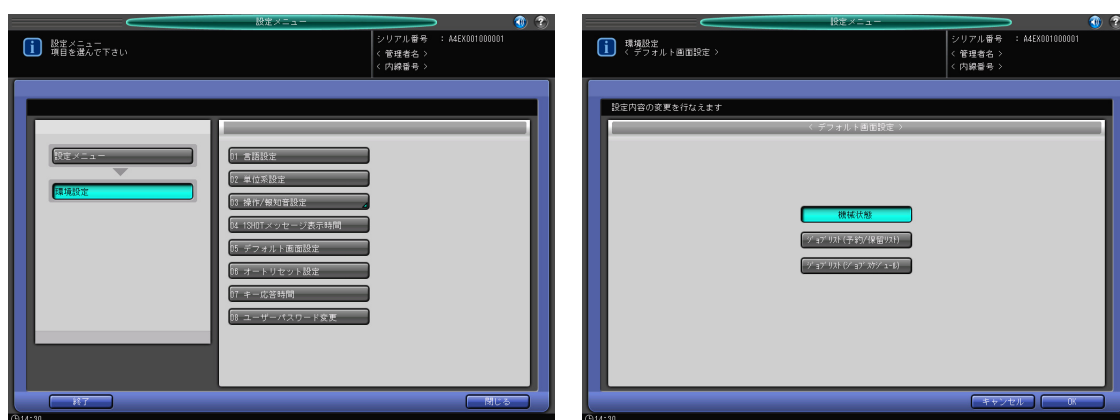 設定メニュー
設定メニュー
項目を選んで下さい
シリアル番号 : A4EX001000001
< 管理者名 >
< 内線番号 >
設定メニュー
環境設定
01 言語設定
02 単位系設定
03 操作/報知音設定
04 1SHOTメッセージ表示時間
05 デフォルト画面設定
06 オートリセット設定
07 キー応答時間
08 ユーザーパスワード変更
終了
閉じる
14:30
設定メニュー
環境設定
< デフォルト画面設定 >
シリアル番号 : A4EX001000001
< 管理者名 >
< 内線番号 >
設定内容の変更を行なえます
< デフォルト画面設定 >
機械状態
ジョブリスト(予約/保留リスト)
ジョブリスト(ジョブスケジュール)
キャンセル
OK
14:30